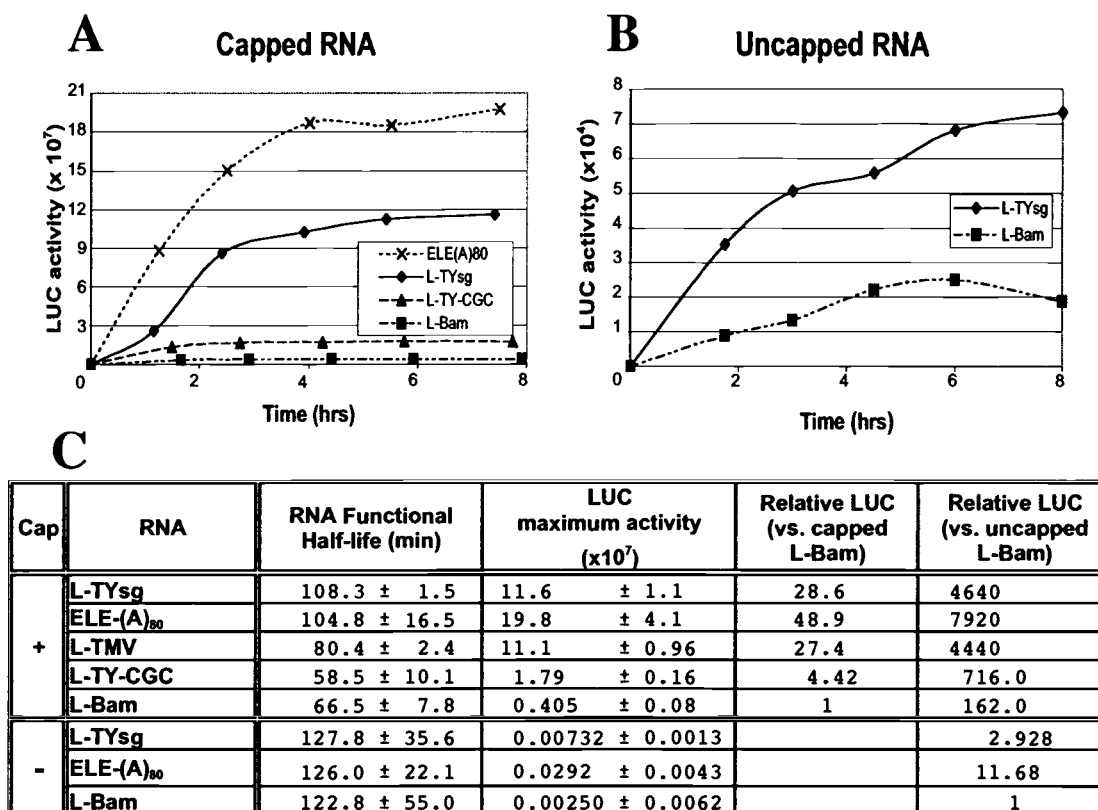 A
Capped RNA
LUC activity (x 10⁷)
21
18
15
12
9
6
3
0
2
4
6
8
Time (hrs)
ELE(A)80
L-TYsg
L-TY-CGC
L-Bam
B
Uncapped RNA
LUC activity (x10⁴)
8
7
6
5
4
3
2
1
0
2
4
6
8
Time (hrs)
L-TYsg
L-Bam
C
Cap RNA RNA Functional Half-life (min) LUC maximum activity (x10⁷) Relative LUC (vs. capped L-Bam) Relative LUC (vs. uncapped L-Bam)
+
L-TYsg 108.3 ± 1.5 11.6 ± 1.1 28.6 4640
ELE-(A)₈₀ 104.8 ± 16.5 19.8 ± 4.1 48.9 7920
L-TMV 80.4 ± 2.4 11.1 ± 0.96 27.4 4440
L-TY-CGC 58.5 ± 10.1 1.79 ± 0.16 4.42 716.0
L-Bam 66.5 ± 7.8 0.405 ± 0.08 1 162.0
-
L-TYsg 127.8 ± 35.6 0.00732 ± 0.0013 2.928
ELE-(A)₈₀ 126.0 ± 22.1 0.0292 ± 0.0043 11.68
L-Bam 122.8 ± 55.0 0.00250 ± 0.0062 1